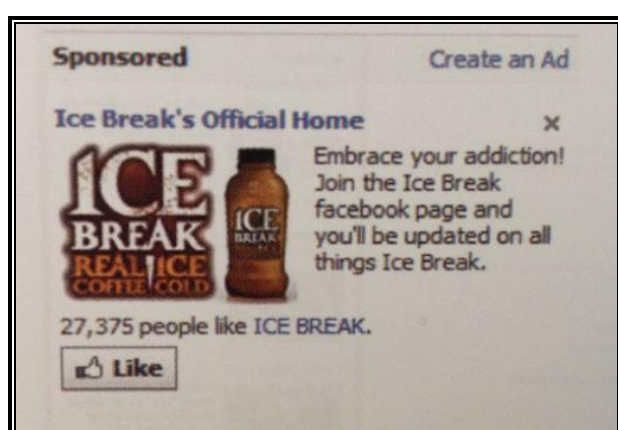 Sponsored
Create an Ad
Ice Break's Official Home
×
ICE
BREAK
REAL ICE
COFFEE COLD
ICE
BREAK
Embrace your addiction!
Join the Ice Break
facebook page and
you'll be updated on all
things Ice Break.
27,375 people like ICE BREAK.
Like